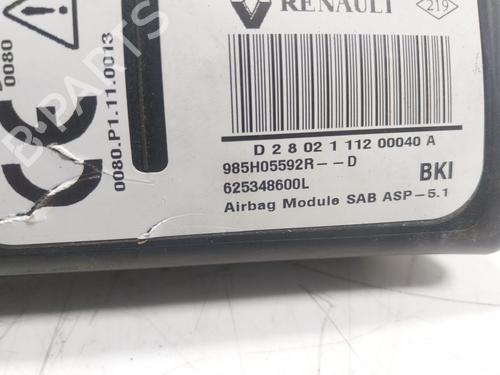 RENAULT
219
D 2 8 02 1 112 00040 A
985H05592R--D
625348600L
BKI
Airbag Module SAB ASP-5.1
0080
0080.P1.11.0013
CE
B-PARTS